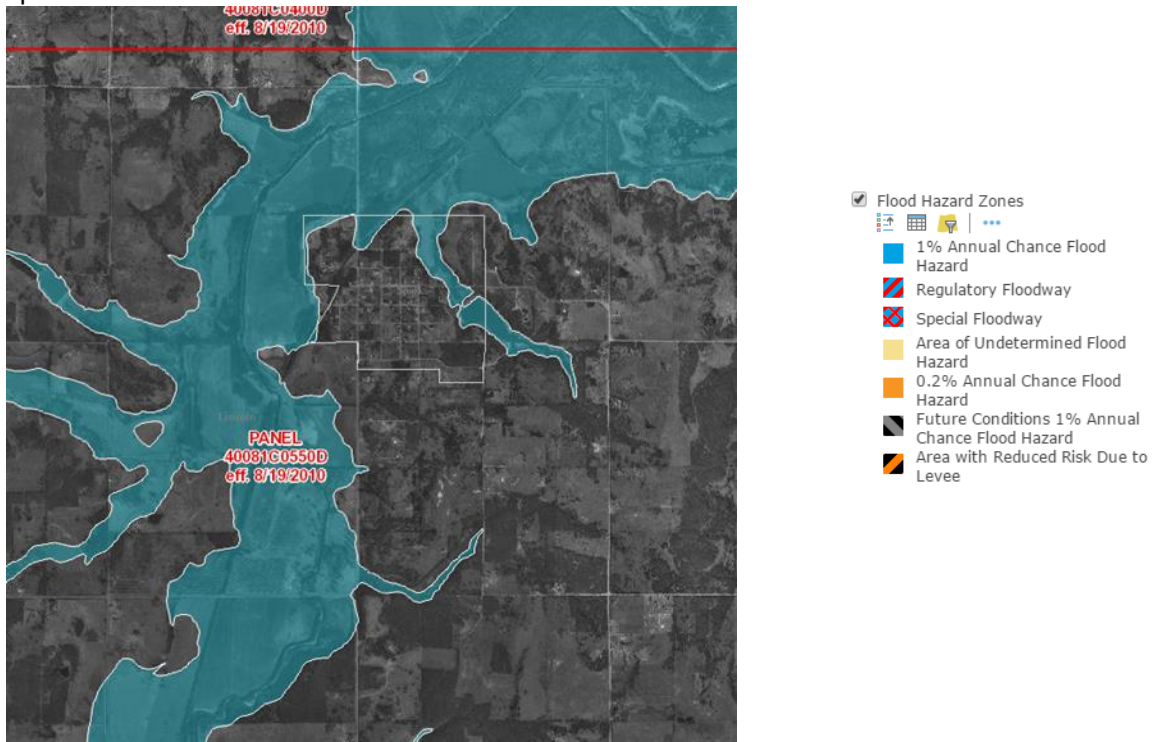 40081C0400D
eff. 8/19/2010
Lincoln
PANEL
40081C0550D
eff. 8/19/2010
Flood Hazard Zones
1% Annual Chance Flood
Hazard
Regulatory Floodway
Special Floodway
Area of Undetermined Flood
Hazard
0.2% Annual Chance Flood
Hazard
Future Conditions 1% Annual
Chance Flood Hazard
Area with Reduced Risk Due to
Levee